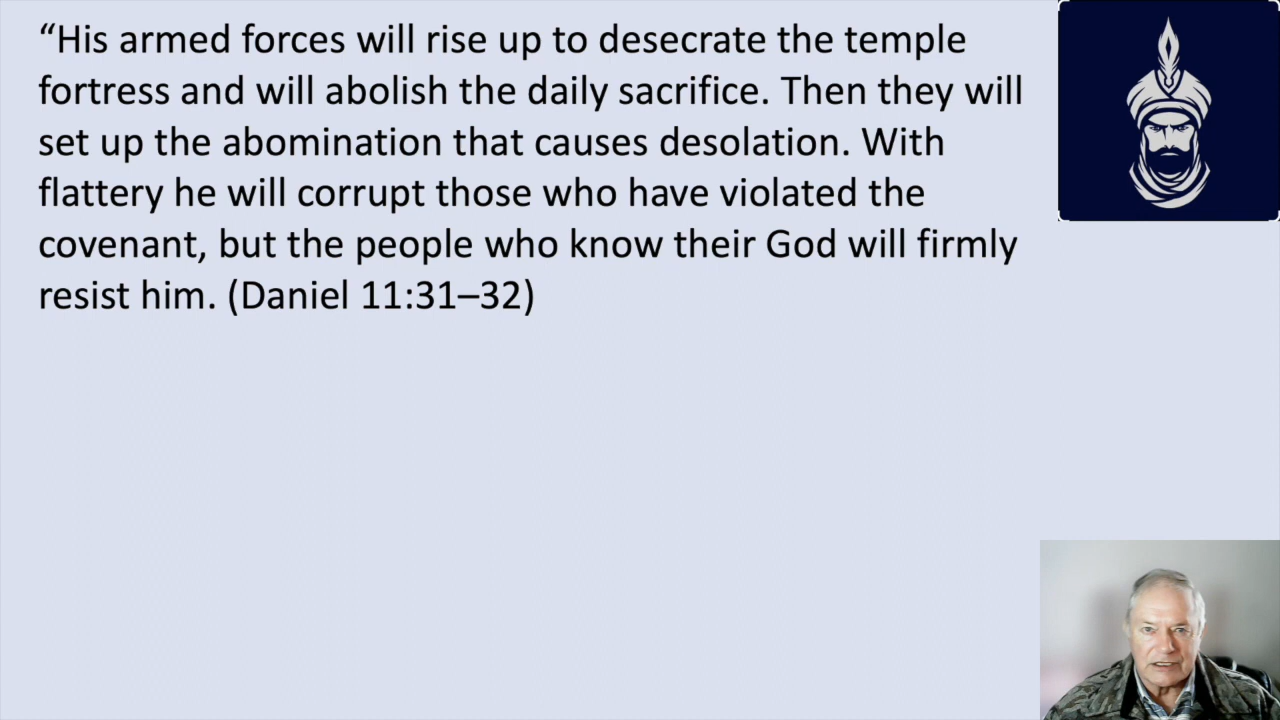 “His armed forces will rise up to desecrate the temple
fortress and will abolish the daily sacrifice. Then they will
set up the abomination that causes desolation. With
flattery he will corrupt those who have violated the
covenant, but the people who know their God will firmly
resist him. (Daniel 11:31–32)